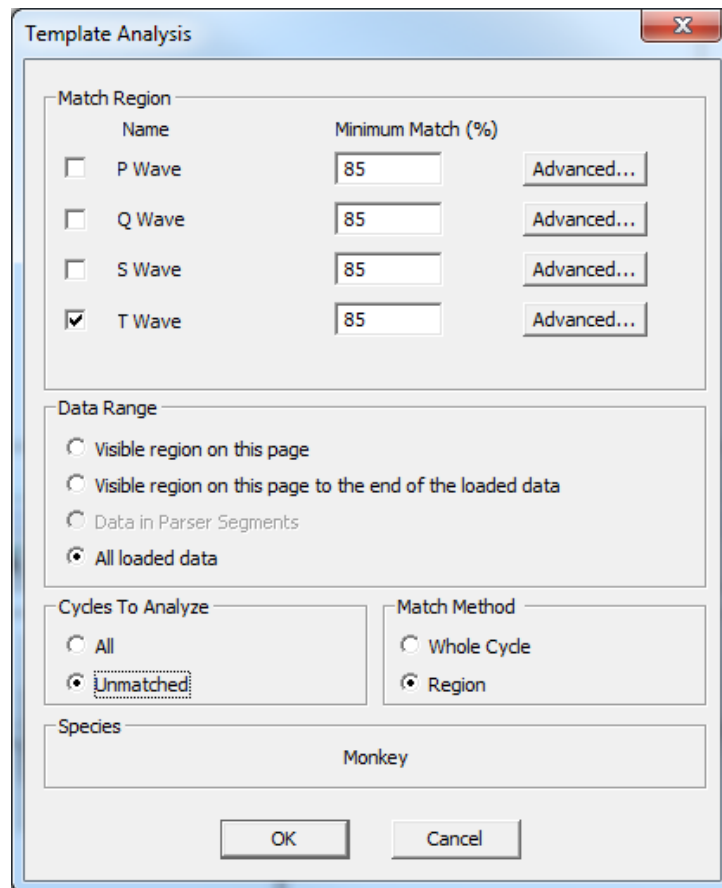 Template Analysis
Match Region
Name Minimum Match (%)
P Wave 85 Advanced...
Q Wave 85 Advanced...
S Wave 85 Advanced...
T Wave 85 Advanced...
Data Range
Visible region on this page
Visible region on this page to the end of the loaded data
Data in Parser Segments
All loaded data
Cycles To Analyze
All
Unmatched
Match Method
Whole Cycle
Region
Species
Monkey
OK Cancel